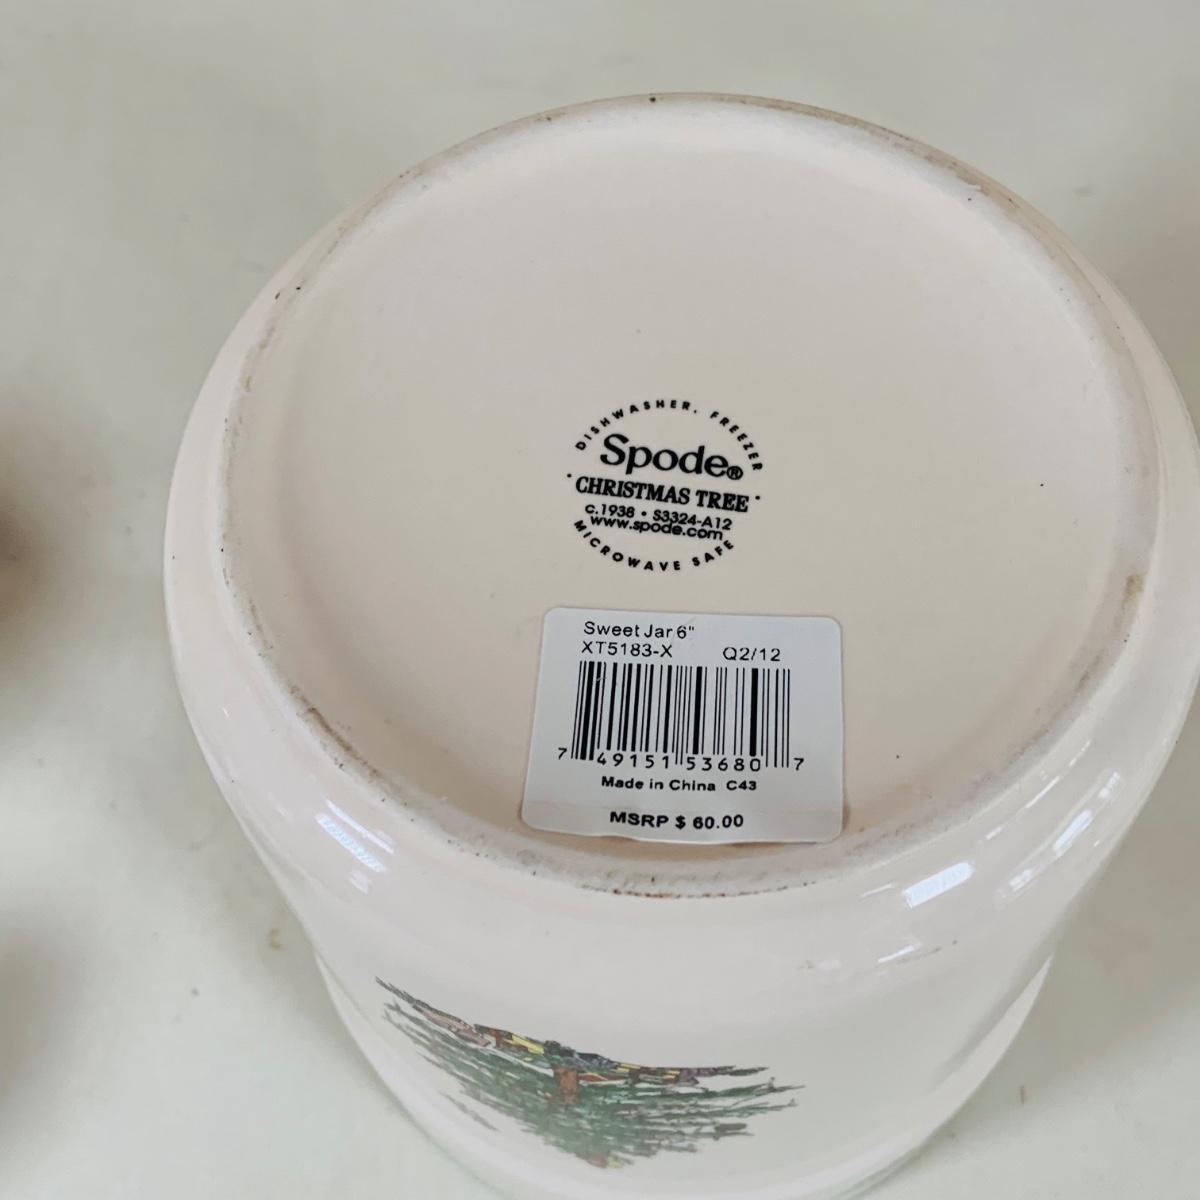 DISHWASHER. FREEZER
Spode®
· CHRISTMAS TREE ·
c.1938 · S3324-A12
www.spode.com
MICROWAVE SAFE
Sweet Jar 6"
XT5183-X Q2/12
7 49151 53680 7
Made in China C43
MSRP $ 60.00